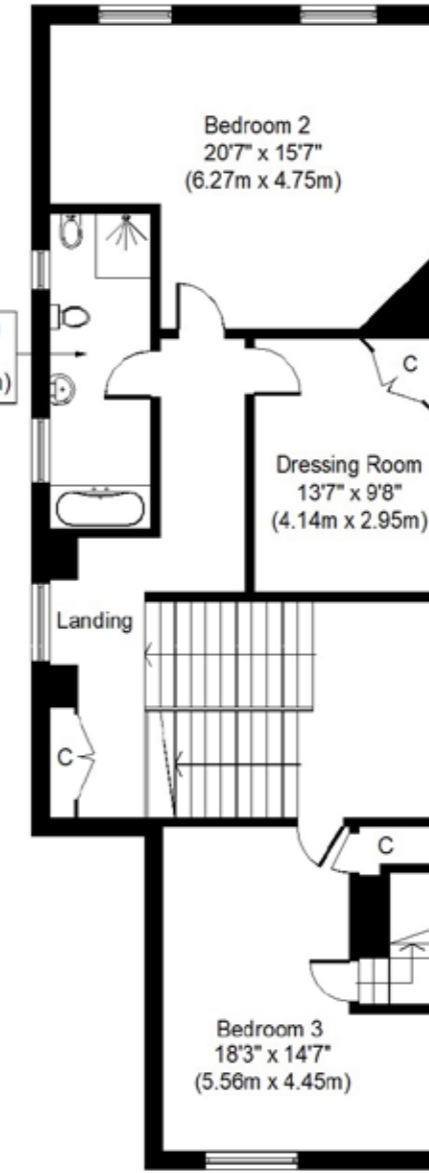 Bedroom 2
20'7" x 15'7"
(6.27m x 4.75m)
C
Dressing Room
13'7" x 9'8"
(4.14m x 2.95m)
Landing
C
C
Bedroom 3
18'3" x 14'7"
(5.56m x 4.45m)